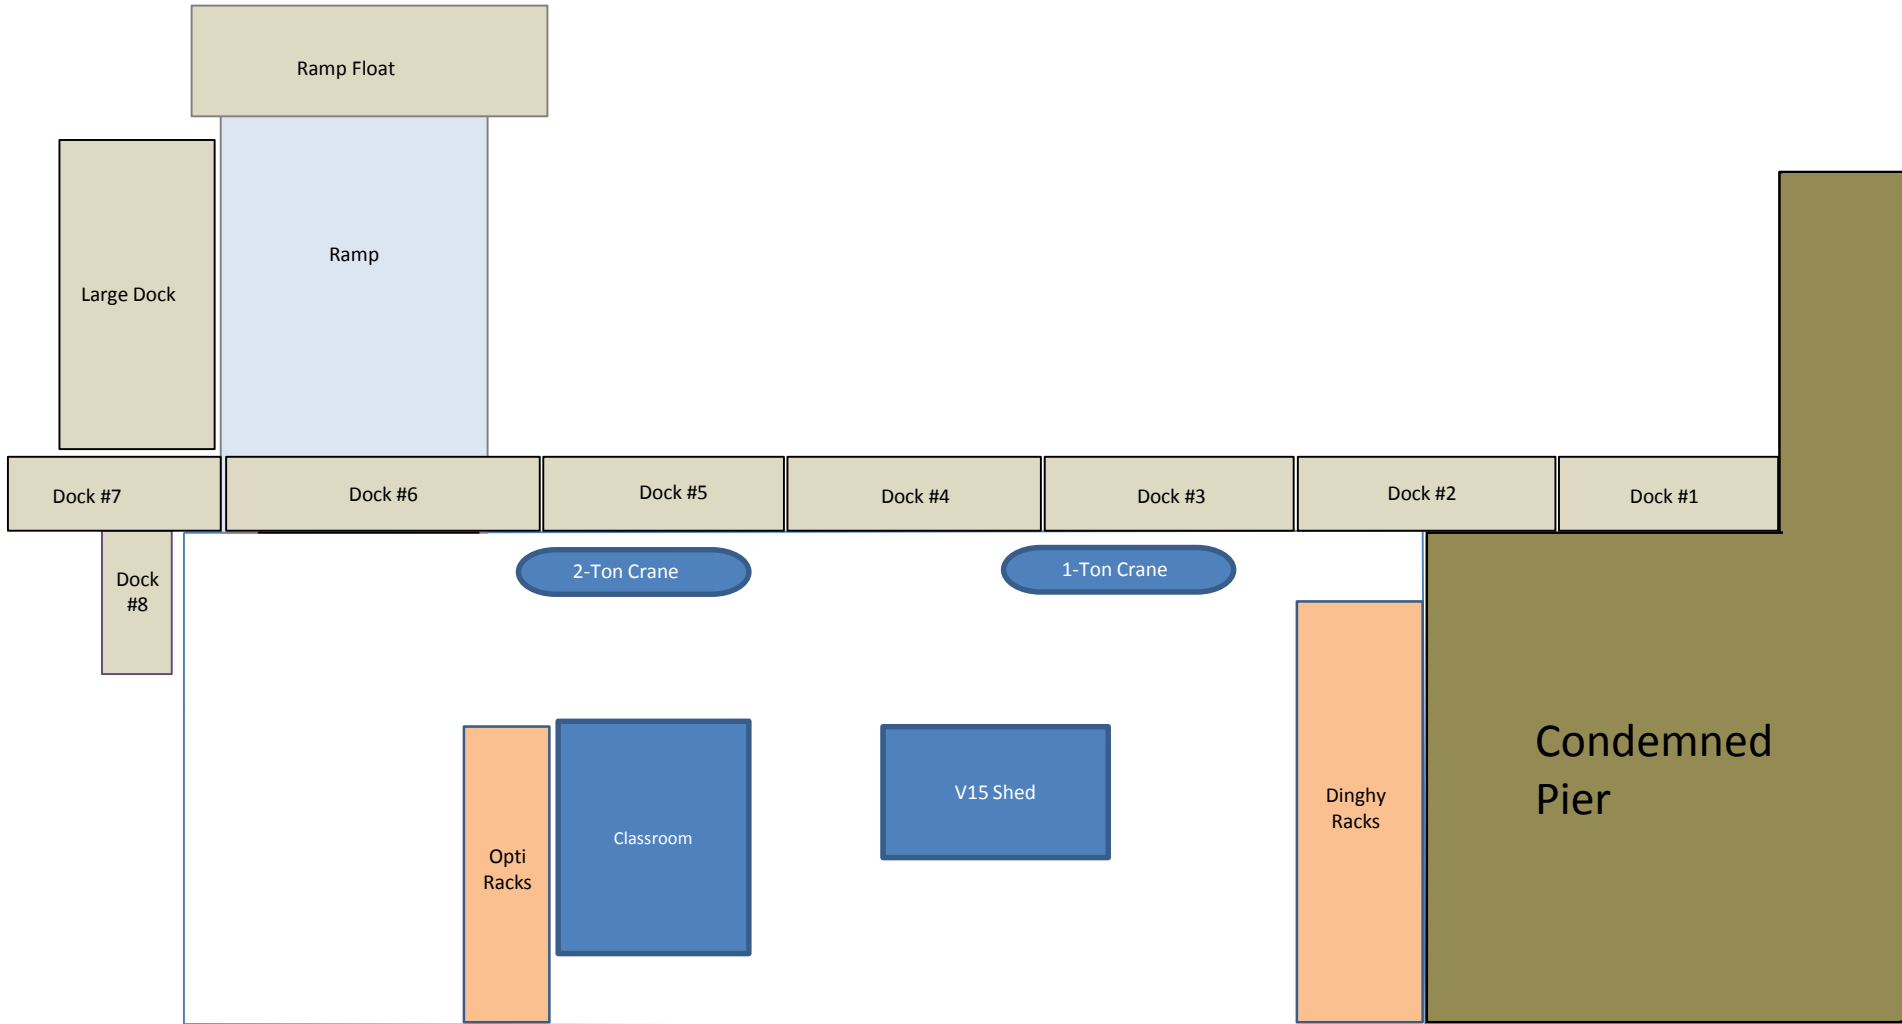 Ramp Float
Ramp
Large Dock
Dock #7
Dock #6
Dock #5
Dock #4
Dock #3
Dock #2
Dock #1
Dock
#8
2-Ton Crane
1-Ton Crane
Opti
Racks
Classroom
V15 Shed
Dinghy
Racks
Condemned
Pier